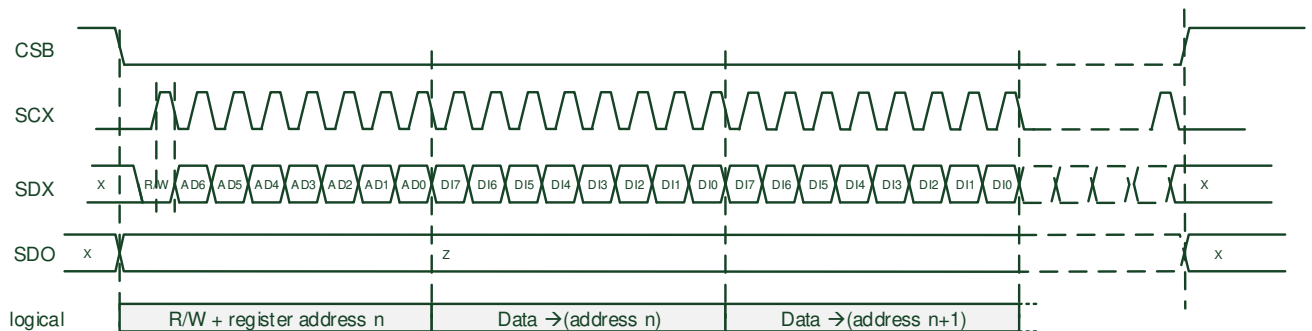 CSB
SCX
SDX X R/W AD6 AD5 AD4 AD3 AD2 AD1 AD0 DI7 DI6 DI5 DI4 DI3 DI2 DI1 DI0 DI7 DI6 DI5 DI4 DI3 DI2 DI1 DI0 X
SDO X Z X
logical R/W + register address n Data →(address n) Data →(address n+1)